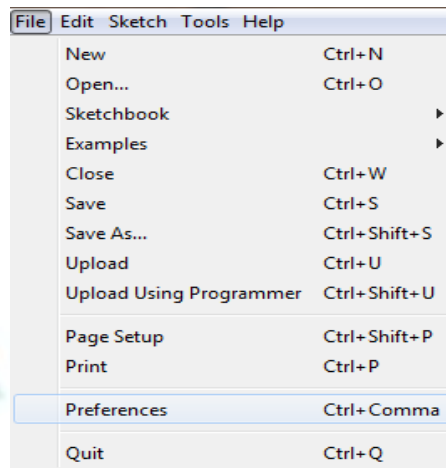 File Edit Sketch Tools Help
New Ctrl+N
Open... Ctrl+O
Sketchbook
Examples
Close Ctrl+W
Save Ctrl+S
Save As... Ctrl+Shift+S
Upload Ctrl+U
Upload Using Programmer Ctrl+Shift+U
Page Setup Ctrl+Shift+P
Print Ctrl+P
Preferences Ctrl+Comma
Quit Ctrl+Q